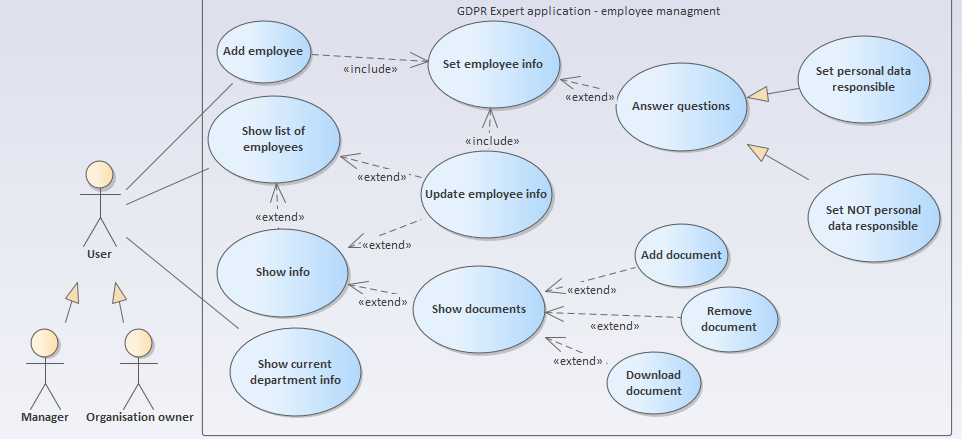 GDPR Expert application - employee managment
Add employee
«include»
Set employee info
«extend»
Answer questions
Set personal data
responsible
Show list of
employees
«include»
«extend»
Update employee info
Set NOT personal
data responsible
«extend»
«extend»
User
Show info
Add document
«extend»
«extend»
Show documents
Remove
document
«extend»
«extend»
Show current
department info
Download
document
Manager
Organisation owner